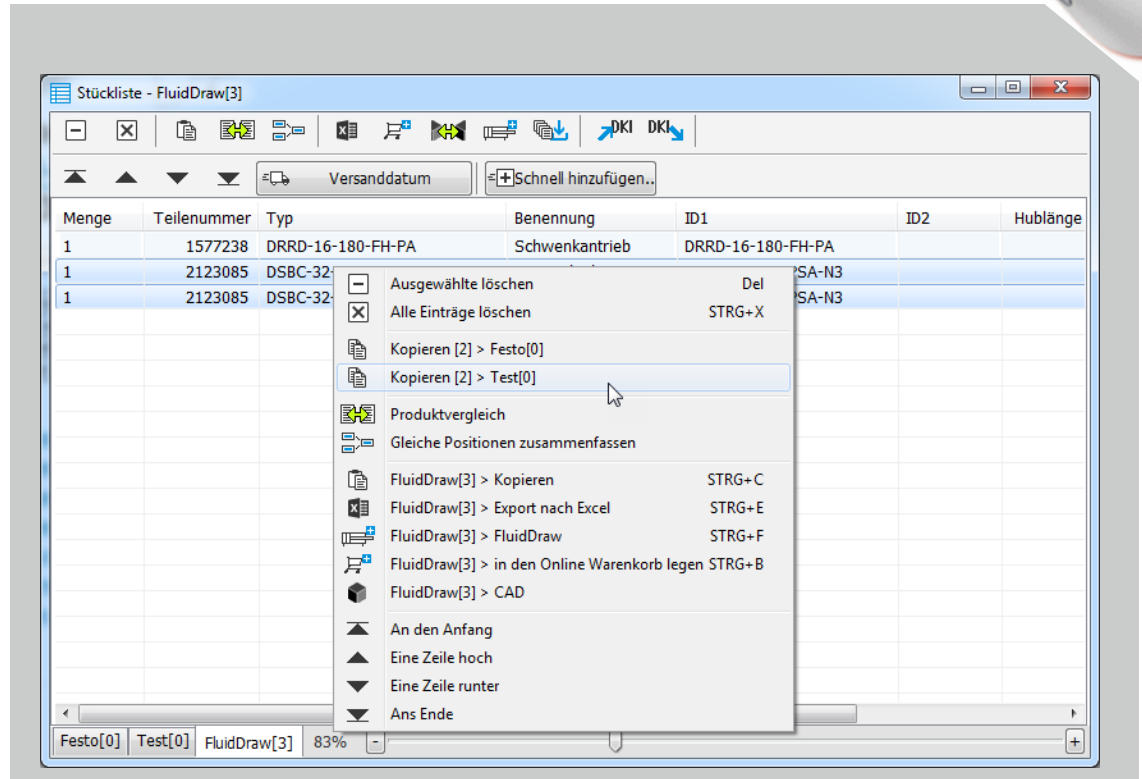 Stückliste - FluidDraw[3]
DKI DKI
Versanddatum
Schnell hinzufügen..
Menge Teilenummer Typ Benennung ID1 ID2 Hublänge
1 1577238 DRRD-16-180-FH-PA Schwenkantrieb DRRD-16-180-FH-PA
1 2123085 DSBC-32- PSA-N3
1 2123085 DSBC-32- PSA-N3
Ausgewählte löschen Del
Alle Einträge löschen STRG+X
Kopieren [2] > Festo[0]
Kopieren [2] > Test[0]
Produktvergleich
Gleiche Positionen zusammenfassen
FluidDraw[3] > Kopieren STRG+C
FluidDraw[3] > Export nach Excel STRG+E
FluidDraw[3] > FluidDraw STRG+F
FluidDraw[3] > in den Online Warenkorb legen STRG+B
FluidDraw[3] > CAD
An den Anfang
Eine Zeile hoch
Eine Zeile runter
Ans Ende
Festo[0] Test[0] FluidDraw[3] 83%